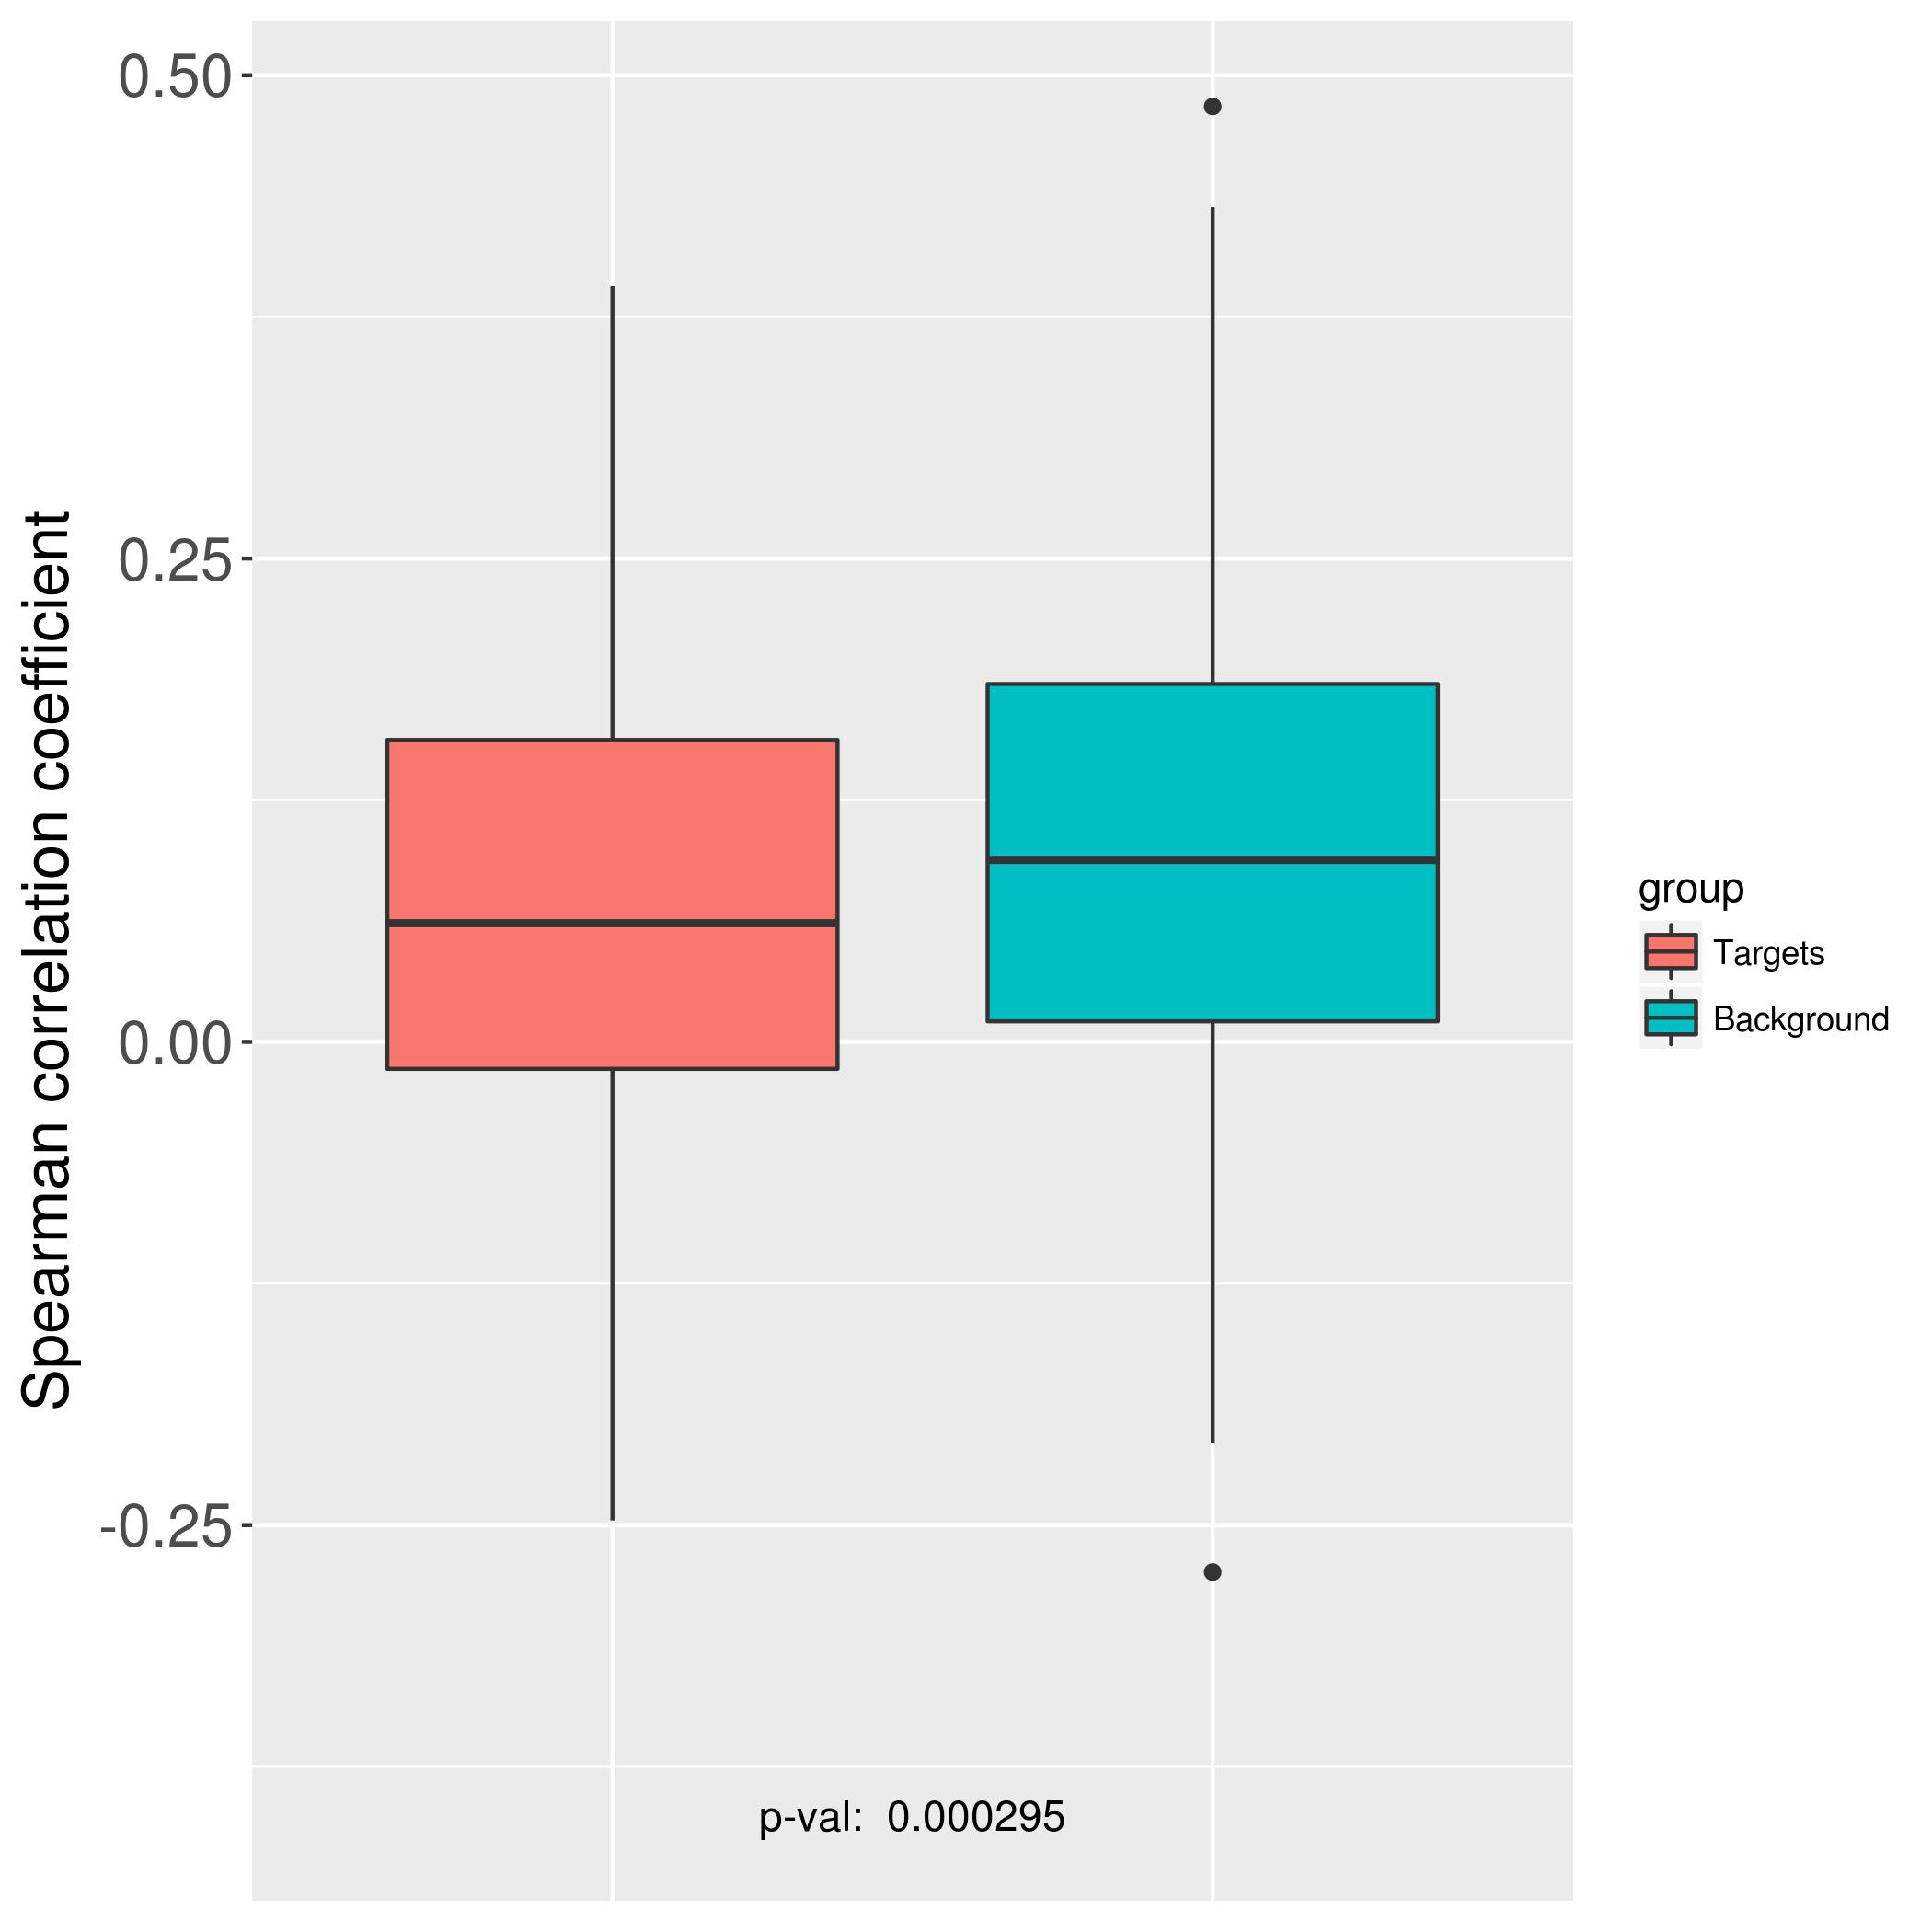 Spearman correlation coefficient
0.50
0.25
0.00
-0.25
p-val: 0.000295
group
Targets
Background